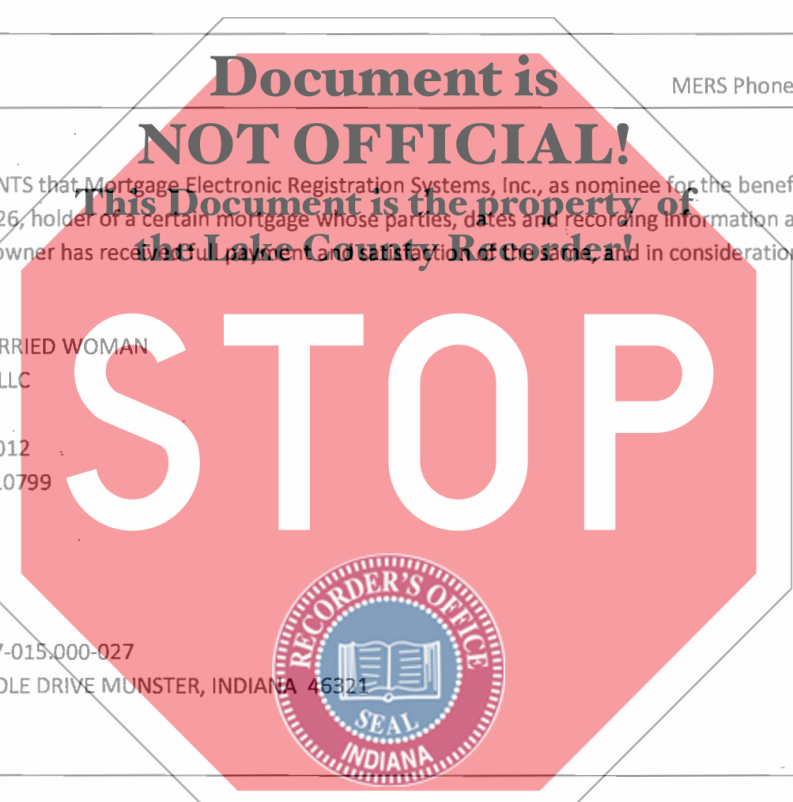 Document is
MERS Phone
NOT OFFICIAL!
NTS that Mortgage Electronic Registration Systems, Inc., as nominee for the benef
This Document is the property of
26, holder of a certain mortgage whose parties, dates and recording information a
the Lake County Recorder!
owner has received full payment and satisfaction of the same, and in consideration
RRIED WOMAN
LLC
STOP
012
10799
RECORDER'S OFFICE
7-015.000-027
OLE DRIVE MUNSTER, INDIANA 46321
SEAL
INDIANA